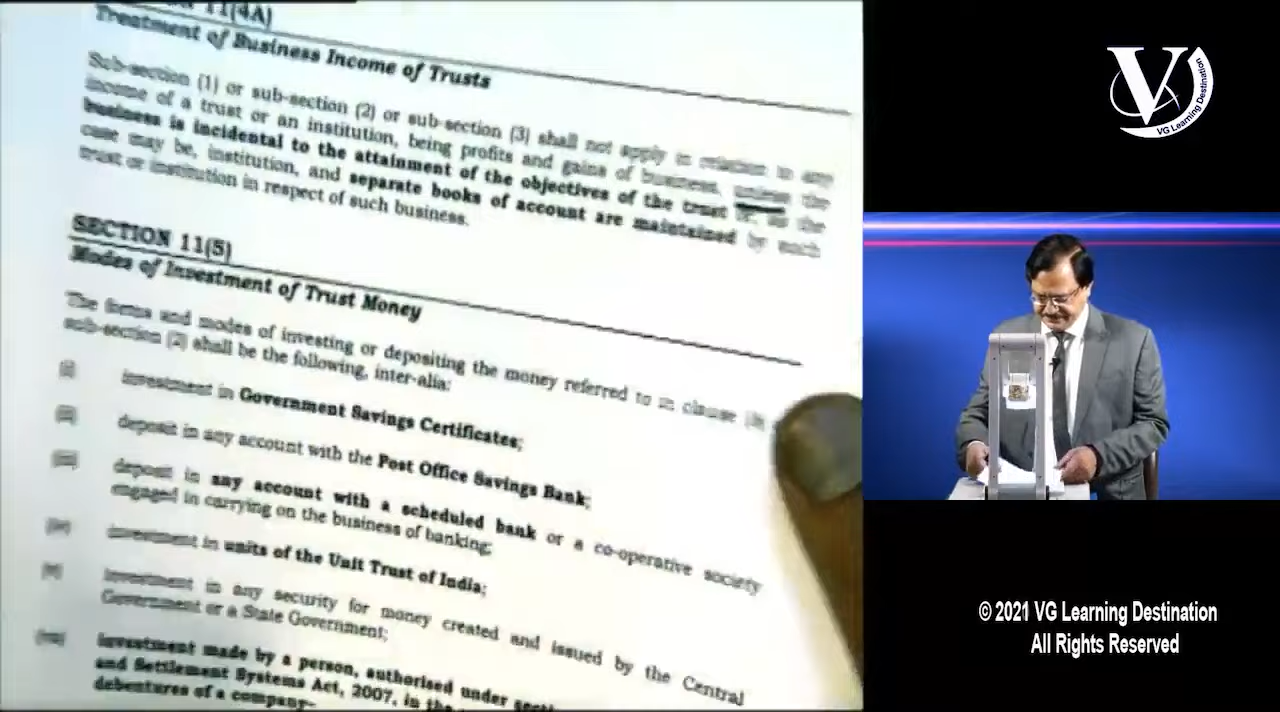 11(4A)
Treatment of Business Income of Trusts
Sub-section (1) or sub-section (2) or sub-section (3) shall not apply in relation to any
income of a trust or an institution, being profits and gains of business, unless the
business is incidental to the attainment of the objectives of the trust or, as the
case may be, institution, and separate books of account are maintained by such
trust or institution in respect of such business.
SECTION 11(5)
Modes of Investment of Trust Money
The forms and modes of investing or depositing the money referred to in clause (b)
sub-section (2) shall be the following, inter-alia:
(i) investment in Government Savings Certificates;
(ii) deposit in any account with the Post Office Savings Bank;
(iii) deposit in any account with a scheduled bank or a co-operative society
engaged in carrying on the business of banking;
(iv) investment in units of the Unit Trust of India;
(v) investment in any security for money created and issued by the Central
Government or a State Government;
investment made by a person, authorised under
and Settlement Systems Act, 2007, in the
debentures of a company-
V
VG Learning Destination
© 2021 VG Learning Destination
All Rights Reserved